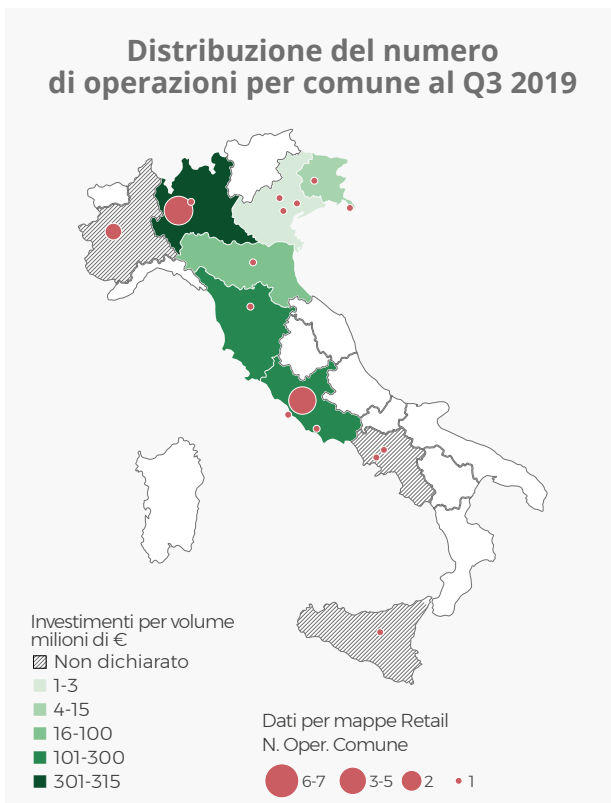 Distribuzione del numero
di operazioni per comune al Q3 2019
Investimenti per volume
milioni di €
Non dichiarato
1-3
4-15
16-100
101-300
301-315
Dati per mappe Retail
N. Oper. Comune
6-7 3-5 2 1